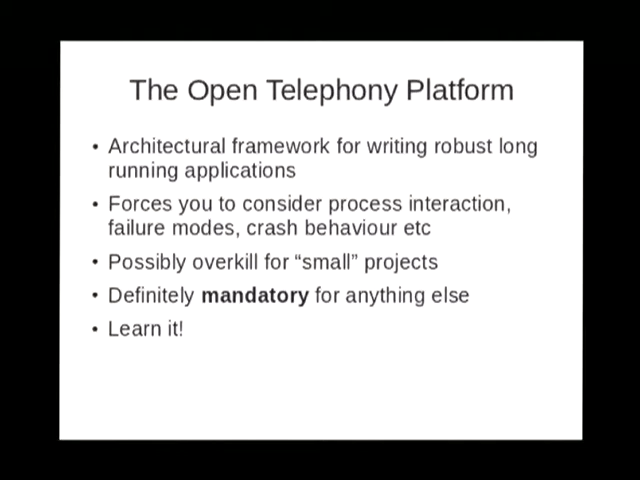 The Open Telephony Platform
• Architectural framework for writing robust long
running applications
• Forces you to consider process interaction,
failure modes, crash behaviour etc
• Possibly overkill for “small” projects
• Definitely mandatory for anything else
• Learn it!